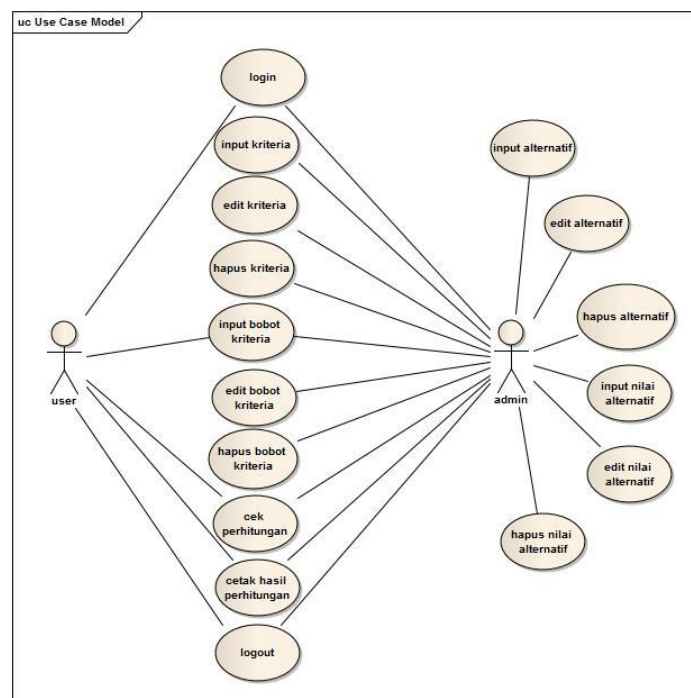 uc Use Case Model
login
input kriteria
edit kriteria
hapus kriteria
input bobot
kriteria
edit bobot
kriteria
hapus bobot
kriteria
cek
perhitungan
cetak hasil
perhitungan
logout
user
admin
input alternatif
edit alternatif
hapus alternatif
input nilai
alternatif
edit nilai
alternatif
hapus nilai
alternatif